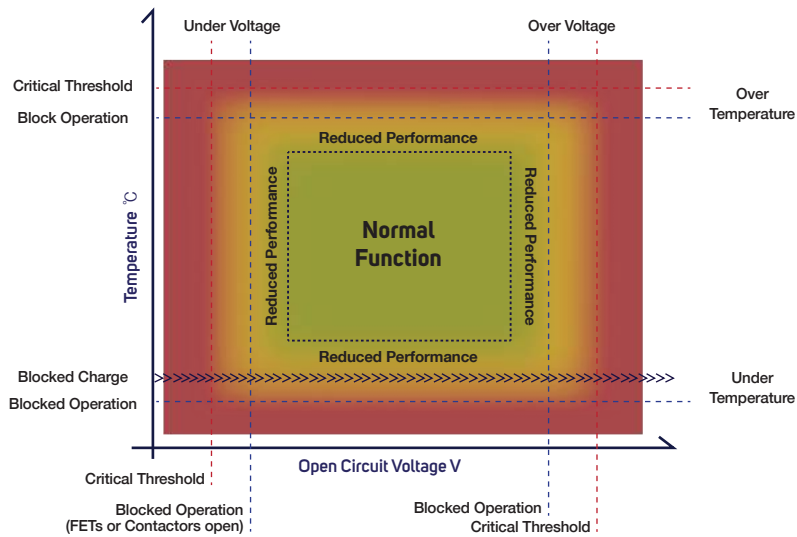 Under Voltage
Over Voltage
Critical Threshold
Over
Temperature
Block Operation
Reduced Performance
Reduced Performance
Reduced Performance
Normal
Function
Temperature °C
Reduced Performance
Blocked Charge
Under
Temperature
Blocked Operation
Open Circuit Voltage V
Critical Threshold
Blocked Operation
(FETs or Contactors open)
Blocked Operation
Critical Threshold